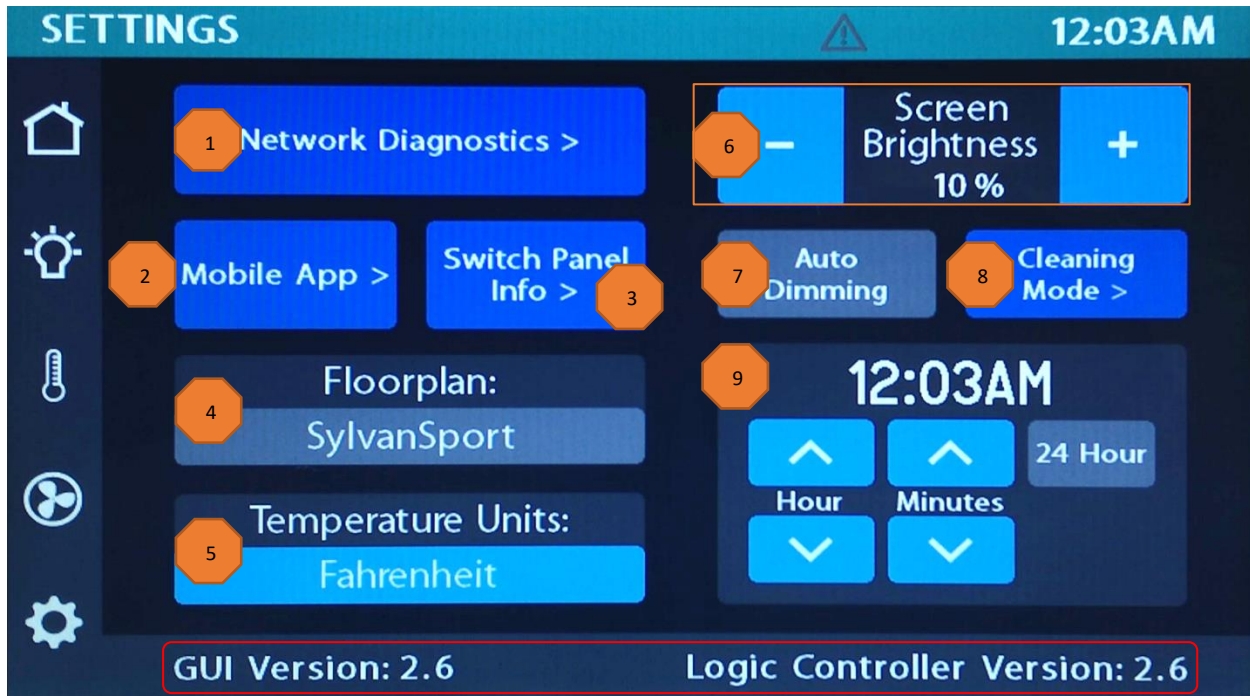 SETTINGS
12:03AM
1
Network Diagnostics >
2
Mobile App >
Switch Panel
Info >
3
4
Floorplan:
SylvanSport
5
Temperature Units:
Fahrenheit
6
−
Screen
Brightness
10 %
+
7
Auto
Dimming
8
Cleaning
Mode >
9
12:03AM
24 Hour
Hour
Minutes
GUI Version: 2.6
Logic Controller Version: 2.6